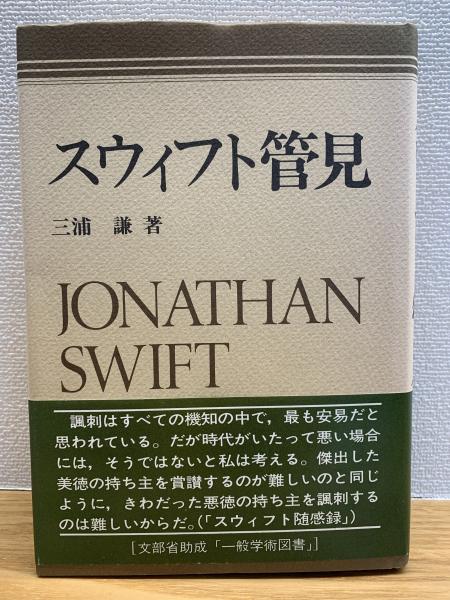 スウィフト管見
三浦 謙 著
JONATHAN
SWIFT
諷刺はすべての機知の中で，最も安易だと
思われている。だが時代がいたって悪い場合
には，そうではないと私は考える。傑出した
美徳の持ち主を賞讃するのが難しいのと同じ
ように，きわだった悪徳の持ち主を諷刺する
のは難しいからだ。(「スウィフト随感録」)
[文部省助成「一般学術図書」]